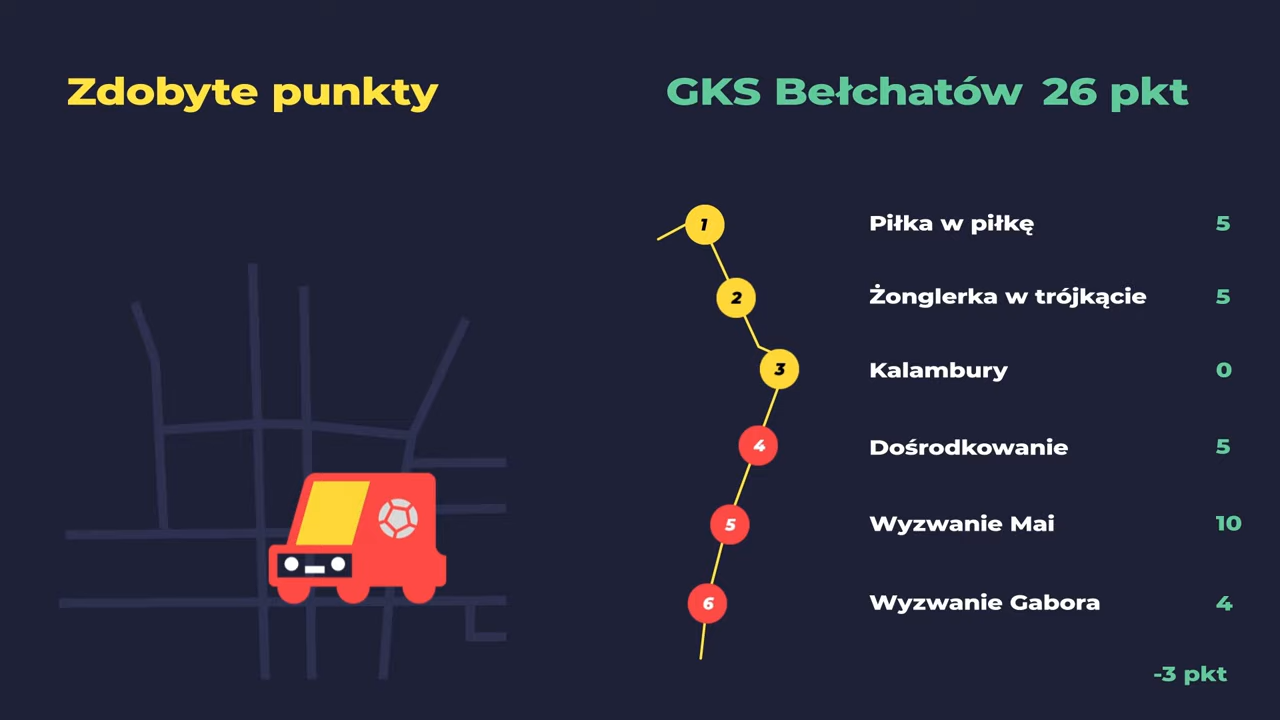 Zdobyte punkty
GKS Bełchatów 26 pkt
1 Piłka w piłkę 5
2 Żonglerka w trójkącie 5
3 Kalambury 0
4 Dośrodkowanie 5
5 Wyzwanie Mai 10
6 Wyzwanie Gabora 4
-3 pkt